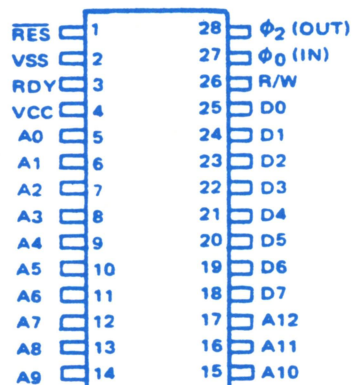 R̅E̅S̅ 1 28 ϕ₂ (OUT)
VSS 2 27 ϕ₀ (IN)
RDY 3 26 R/W
VCC 4 25 D0
A0 5 24 D1
A1 6 23 D2
A2 7 22 D3
A3 8 21 D4
A4 9 20 D5
A5 10 19 D6
A6 11 18 D7
A7 12 17 A12
A8 13 16 A11
A9 14 15 A10